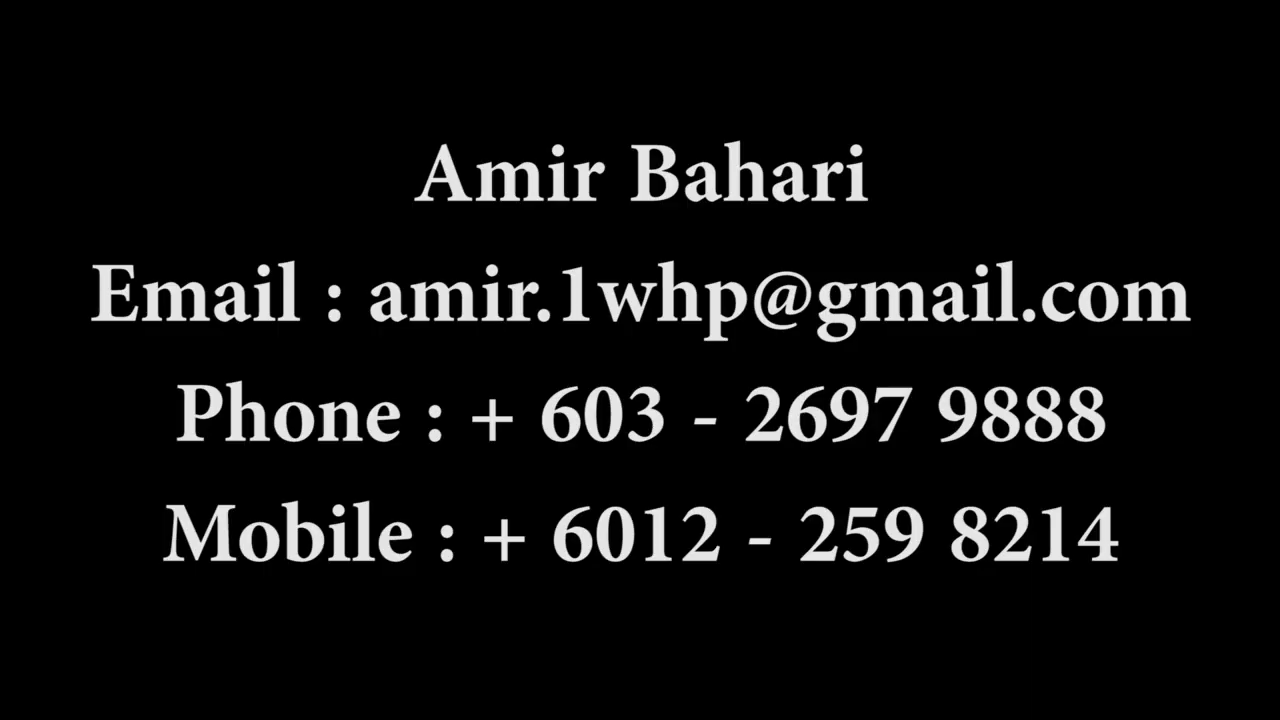 Amir Bahari
Email : amir.1whp@gmail.com
Phone : + 603 - 2697 9888
Mobile : + 6012 - 259 8214